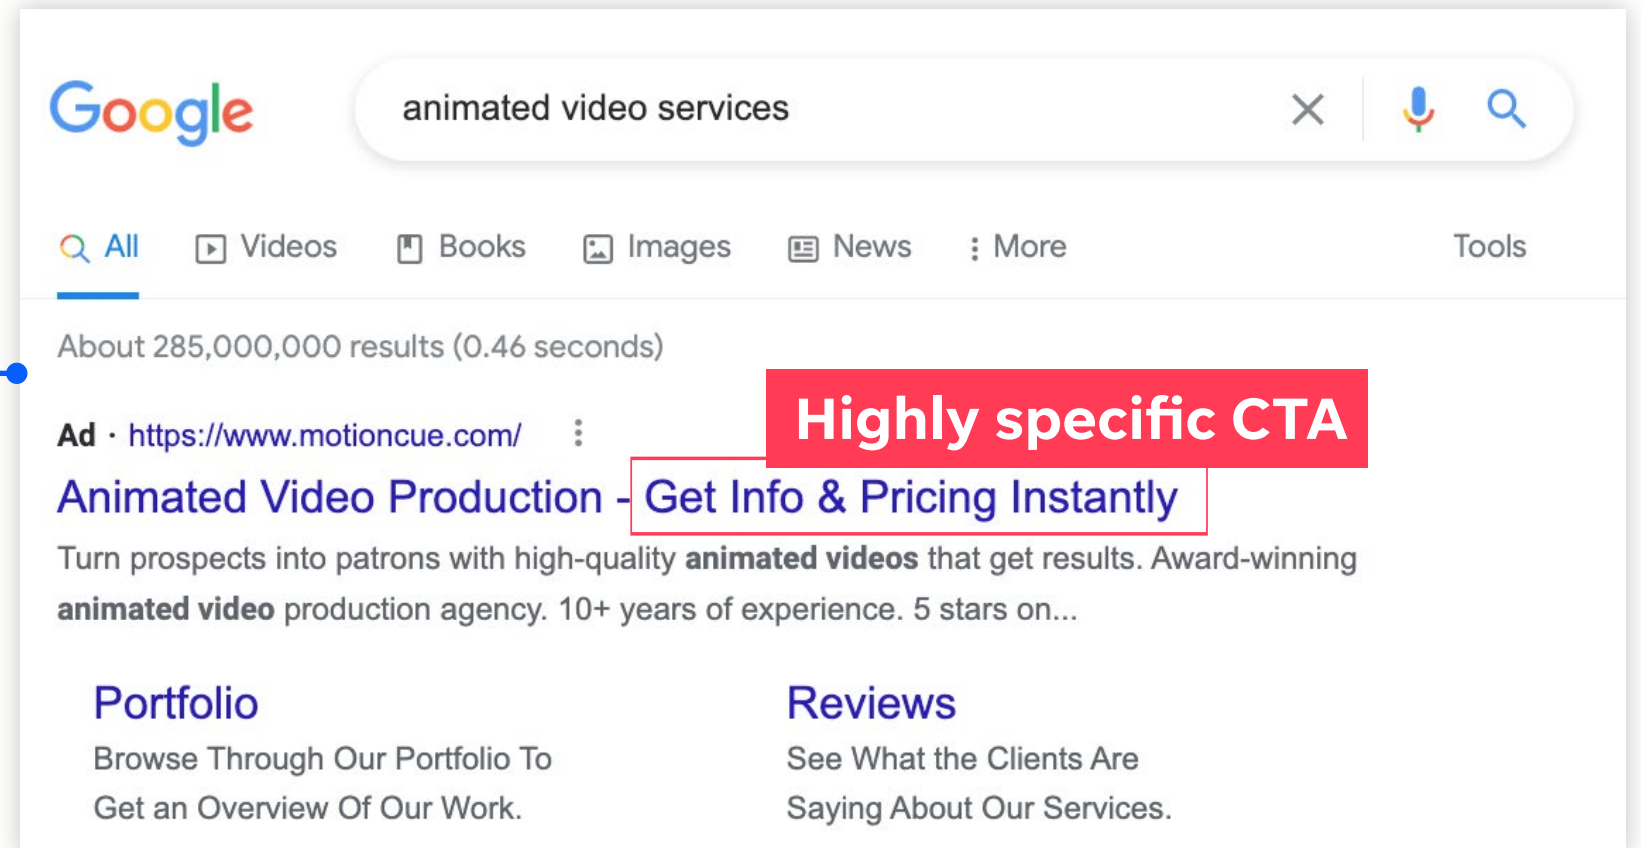 Google
animated video services
All Videos Books Images News More Tools
About 285,000,000 results (0.46 seconds)
Highly specific CTA
Ad · https://www.motioncue.com/
Animated Video Production - Get Info & Pricing Instantly
Turn prospects into patrons with high-quality animated videos that get results. Award-winning
animated video production agency. 10+ years of experience. 5 stars on...
Portfolio
Browse Through Our Portfolio To
Get an Overview Of Our Work.
Reviews
See What the Clients Are
Saying About Our Services.